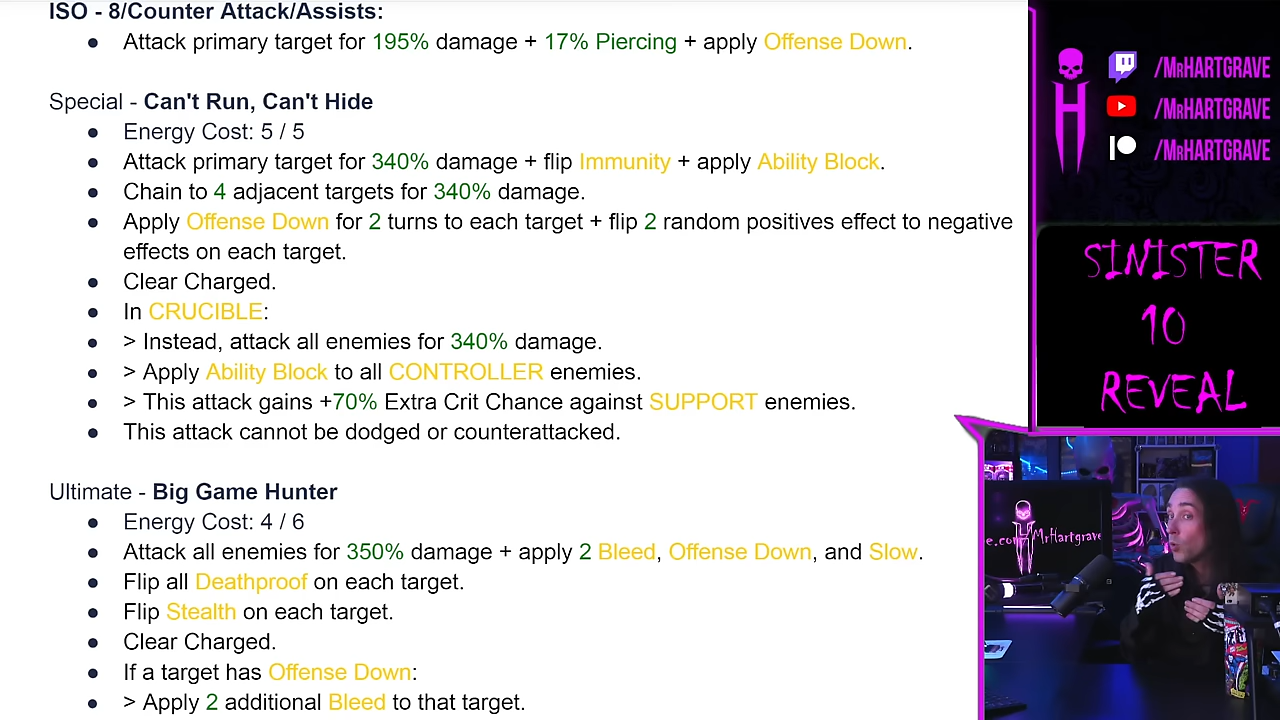 ISO - 8/Counter Attack/Assists:
● Attack primary target for 195% damage + 17% Piercing + apply Offense Down.
Special - Can't Run, Can't Hide
● Energy Cost: 5 / 5
● Attack primary target for 340% damage + flip Immunity + apply Ability Block.
● Chain to 4 adjacent targets for 340% damage.
● Apply Offense Down for 2 turns to each target + flip 2 random positives effect to negative
effects on each target.
● Clear Charged.
● In CRUCIBLE:
● > Instead, attack all enemies for 340% damage.
● > Apply Ability Block to all CONTROLLER enemies.
● > This attack gains +70% Extra Crit Chance against SUPPORT enemies.
● This attack cannot be dodged or counterattacked.
Ultimate - Big Game Hunter
● Energy Cost: 4 / 6
● Attack all enemies for 350% damage + apply 2 Bleed, Offense Down, and Slow.
● Flip all Deathproof on each target.
● Flip Stealth on each target.
● Clear Charged.
● If a target has Offense Down:
● > Apply 2 additional Bleed to that target.
/MRHARTGRAVE
/MRHARTGRAVE
/MRHARTGRAVE
SINISTER
10
REVEAL
MrHartgrave